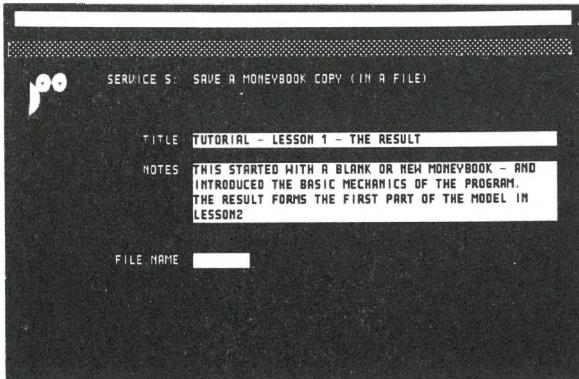 SERVICE S: SAVE A MONEYBOOK COPY (IN A FILE)
TITLE TUTORIAL - LESSON 1 - THE RESULT
NOTES THIS STARTED WITH A BLANK OR NEW MONEYBOOK - AND
INTRODUCED THE BASIC MECHANICS OF THE PROGRAM.
THE RESULT FORMS THE FIRST PART OF THE MODEL IN
LESSON2
FILE NAME